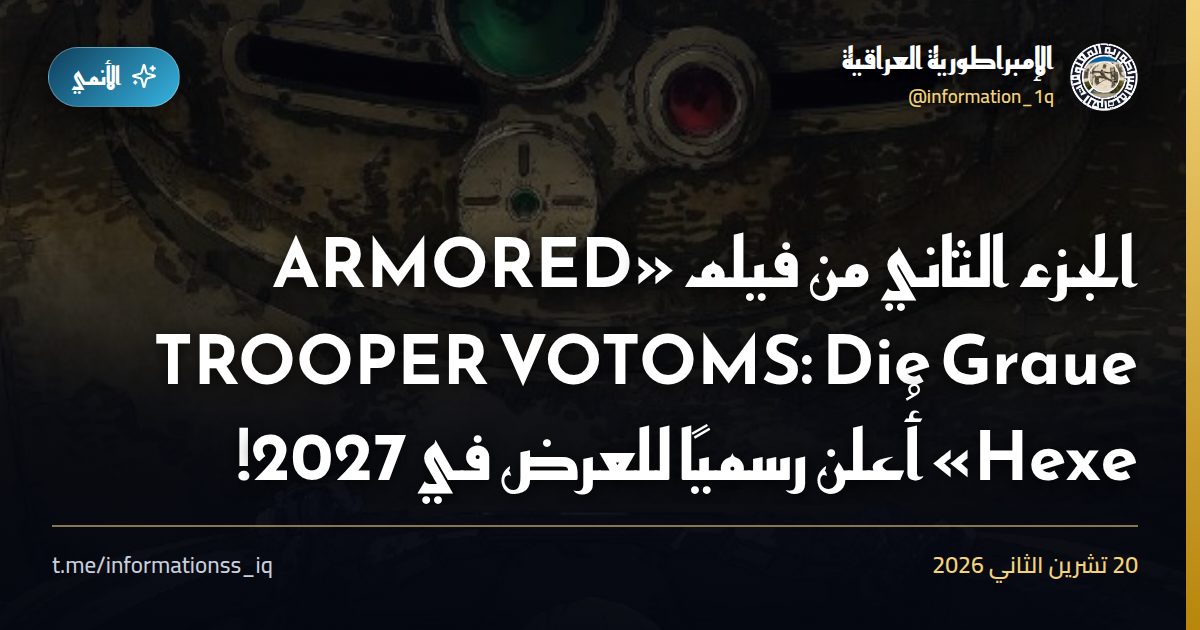 الإمبراطورية العراقية
@information_1q
الأنمي
الجزء الثاني من فيلم «ARMORED
TROOPER VOTOMS: Die Graue
Hexe» أُعلن رسميًا للعرض في 2027!
20 تشرين الثاني 2026
t.me/informationss_iq